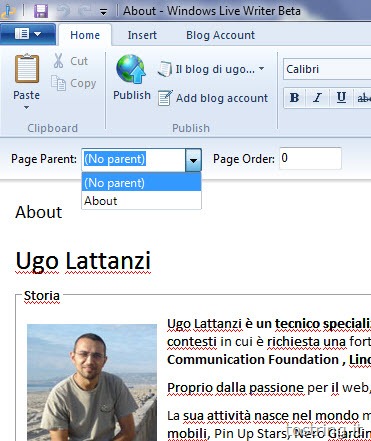 About - Windows Live Writer Beta
Home Insert Blog Account
Paste
Cut
Copy
Clipboard
Publish
Il blog di ugo...
Add blog account
Publish
Calibri
B I U abe
Page Parent: (No parent) Page Order: 0
(No parent)
About
About
Ugo Lattanzi
Storia
Ugo Lattanzi è un tecnico speciali
contesti in cui è richiesta una fort
Communication Foundation , Linq
Proprio dalla passione per il web,
La sua attività nasce nel mondo m
mobili, Pin Up Stars, Nero Giardin